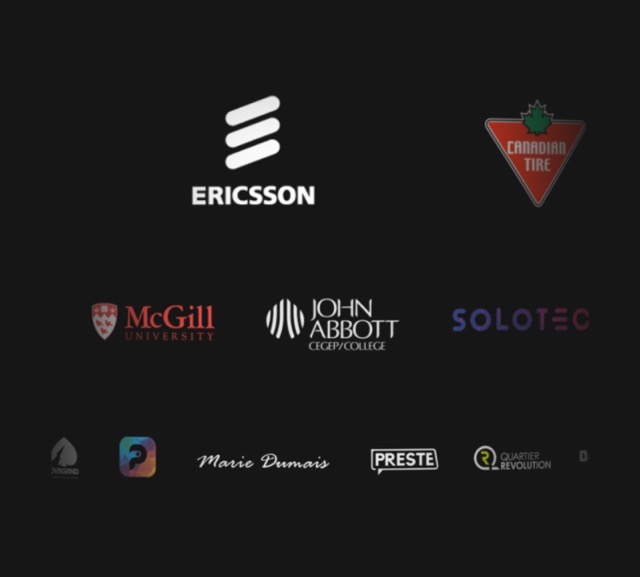 ERICSSON
CANADIAN
TIRE
McGill
UNIVERSITY
JOHN
ABBOTT
CEGEP/COLLEGE
SOLOTEC
Marie Dumais
PRESTE
QUARTIER
REVOLUTION
D